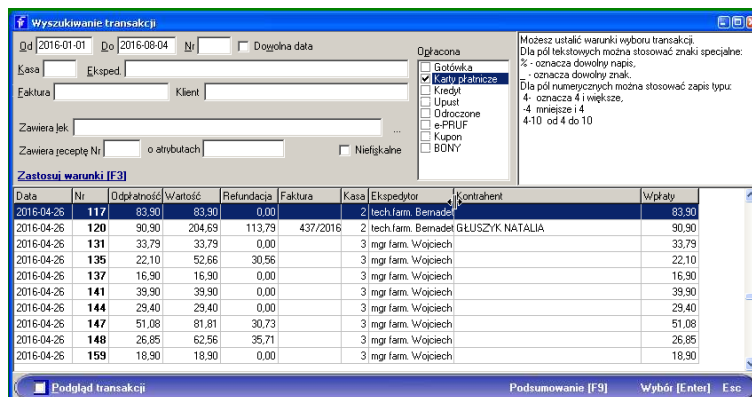 Wyszukiwanie transakcji
Od 2016-01-01 Do 2016-08-04 Nr Dowolna data
Kasa Eksped.
Faktura Klient
Zawiera lek ...
Zawiera receptę Nr o atrybutach Niefiskalne
Zastosuj warunki [F3]
Opłacona
Gotówka
Karty płatnicze
Kredyt
Upust
Odroczone
e-PRUF
Kupon
BONY
Możesz ustalić warunki wyboru transakcji.
Dla pól tekstowych można stosować znaki specjalne:
% - oznacza dowolny napis,
_ - oznacza dowolny znak.
Dla pól numerycznych można stosować zapis typu:
4- oznacza 4 i większe,
-4 mniejsze i 4
4-10 od 4 do 10
Data Nr Odpłatność Wartość Refundacja Faktura Kasa Ekspedytor Kontrahent Wpłaty
2016-04-26 117 83,90 83,90 0,00 2 tech.farm. Bernadet 83,90
2016-04-26 120 90,90 204,69 113,79 437/2016 2 tech.farm. Bernadet GŁUSZYK NATALIA 90,90
2016-04-26 131 33,79 33,79 0,00 3 mgr farm. Wojciech 33,79
2016-04-26 135 22,10 52,66 30,56 3 mgr farm. Wojciech 22,10
2016-04-26 137 16,90 16,90 0,00 3 mgr farm. Wojciech 16,90
2016-04-26 141 39,90 39,90 0,00 3 mgr farm. Wojciech 39,90
2016-04-26 144 29,40 29,40 0,00 3 mgr farm. Wojciech 29,40
2016-04-26 147 51,08 81,81 30,73 3 mgr farm. Wojciech 51,08
2016-04-26 148 26,85 62,56 35,71 3 mgr farm. Wojciech 26,85
2016-04-26 159 18,90 18,90 0,00 3 mgr farm. Wojciech 18,90
Podgląd transakcji Podsumowanie [F9] Wybór [Enter] Esc